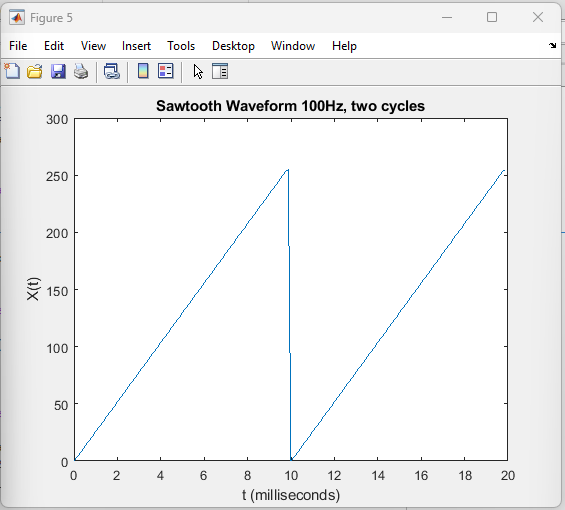 Figure 5
File Edit View Insert Tools Desktop Window Help
Sawtooth Waveform 100Hz, two cycles
300
250
200
150
100
50
0
X(t)
0 2 4 6 8 10 12 14 16 18 20
t (milliseconds)